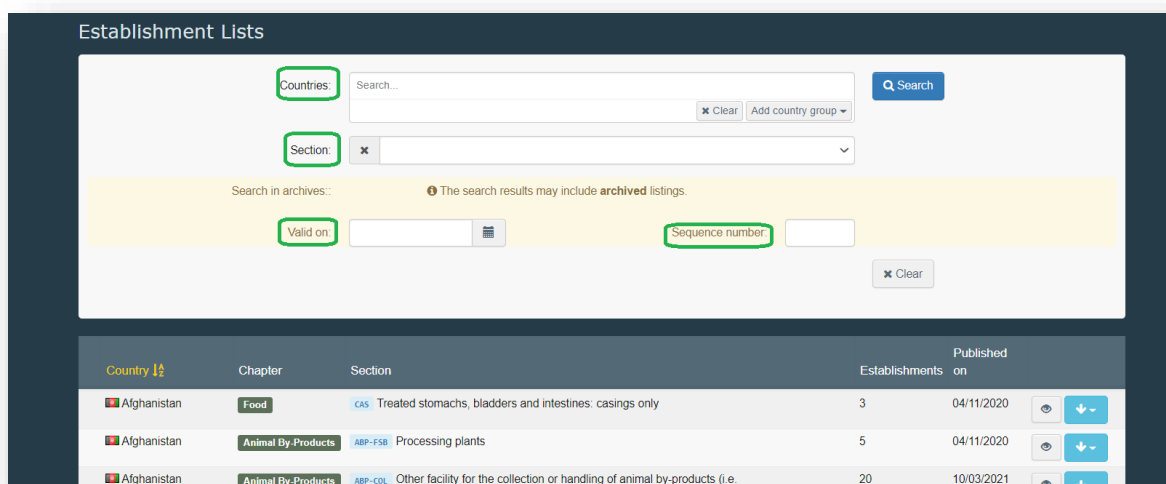 Establishment Lists
Countries: Search... Search
Clear Add country group
Section:
Search in archives:: The search results may include archived listings.
Valid on: Sequence number:
Clear
Published
Country Chapter Section Establishments on
Afghanistan Food CAS Treated stomachs, bladders and intestines: casings only 3 04/11/2020
Afghanistan Animal By-Products ABP-FSB Processing plants 5 04/11/2020
Afghanistan Animal By-Products ABP-COL Other facility for the collection or handling of animal by-products (i.e. 20 10/03/2021